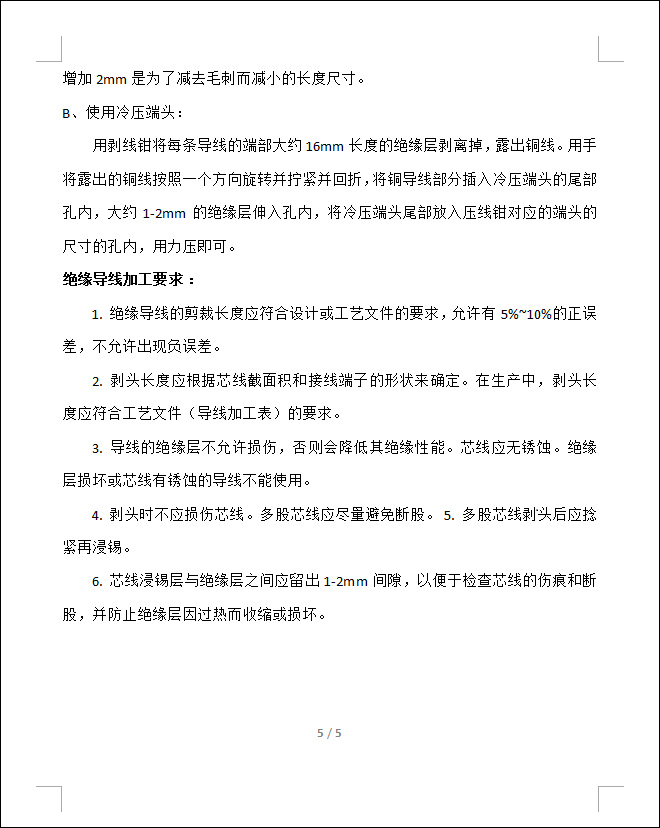 增加 2mm 是为了减去毛刺而减小的长度尺寸。
B、使用冷压端头：
用剥线钳将每条导线的端部大约 16mm 长度的绝缘层剥离掉，露出铜线。用手
将露出的铜线按照一个方向旋转并拧紧并回折，将铜导线部分插入冷压端头的尾部
孔内，大约 1-2mm 的绝缘层伸入孔内，将冷压端头尾部放入压线钳对应的端头的
尺寸的孔内，用力压即可。
绝缘导线加工要求：
1. 绝缘导线的剪裁长度应符合设计或工艺文件的要求，允许有 5%~10%的正误
差，不允许出现负误差。
2. 剥头长度应根据芯线截面积和接线端子的形状来确定。在生产中，剥头长
度应符合工艺文件（导线加工表）的要求。
3. 导线的绝缘层不允许损伤，否则会降低其绝缘性能。芯线应无锈蚀。绝缘
层损坏或芯线有锈蚀的导线不能使用。
4. 剥头时不应损伤芯线。多股芯线应尽量避免断股。 5. 多股芯线剥头后应捻
紧再浸锡。
6. 芯线浸锡层与绝缘层之间应留出 1-2mm 间隙，以便于检查芯线的伤痕和断
股，并防止绝缘层因过热而收缩或损坏。
5 / 5